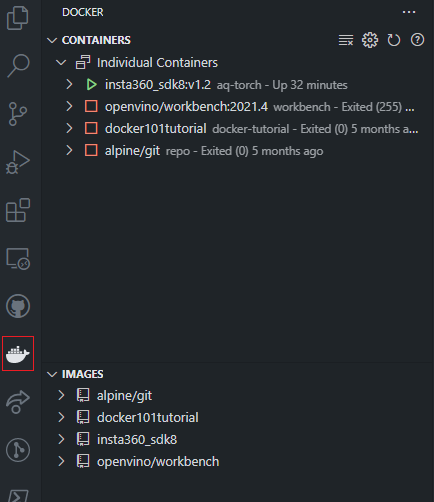 DOCKER
...
CONTAINERS
Individual Containers
insta360_sdk8:v1.2 aq-torch - Up 32 minutes
openvino/workbench:2021.4 workbench - Exited (255) ...
docker101tutorial docker-tutorial - Exited (0) 5 months a...
alpine/git repo - Exited (0) 5 months ago
IMAGES
alpine/git
docker101tutorial
insta360_sdk8
openvino/workbench